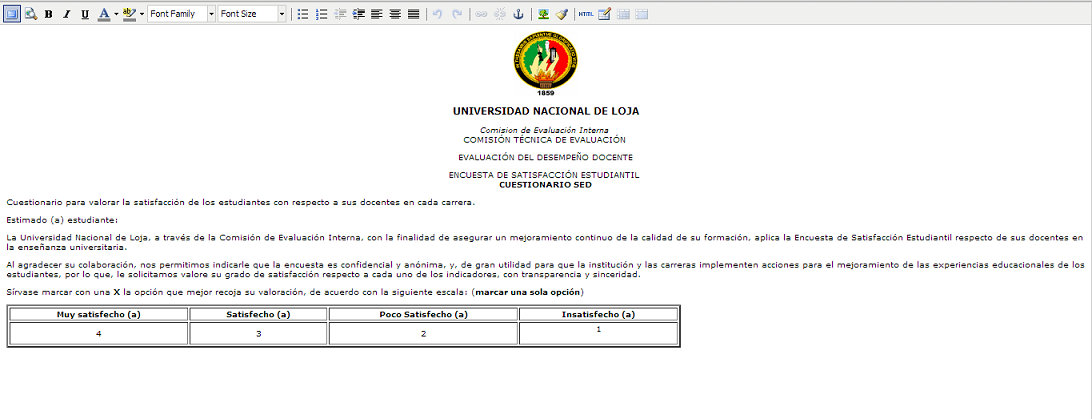 B I U A ab Font Family Font Size HTML
1859
UNIVERSIDAD NACIONAL DE LOJA
Comision de Evaluación Interna
COMISIÓN TÉCNICA DE EVALUACIÓN
EVALUACIÓN DEL DESEMPEÑO DOCENTE
ENCUESTA DE SATISFACCIÓN ESTUDIANTIL
CUESTIONARIO SED
Cuestionario para valorar la satisfacción de los estudiantes con respecto a sus docentes en cada carrera.
Estimado (a) estudiante:
La Universidad Nacional de Loja, a través de la Comisión de Evaluación Interna, con la finalidad de asegurar un mejoramiento continuo de la calidad de su formación, aplica la Encuesta de Satisfacción Estudiantil respecto de sus docentes en
la enseñanza universitaria.
Al agradecer su colaboración, nos permitimos indicarle que la encuesta es confidencial y anónima, y, de gran utilidad para que la institución y las carreras implementen acciones para el mejoramiento de las experiencias educacionales de los
estudiantes, por lo que, le solicitamos valore su grado de satisfacción respecto a cada uno de los indicadores, con transparencia y sinceridad.
Sírvase marcar con una X la opción que mejor recoja su valoración, de acuerdo con la siguiente escala: (marcar una sola opción)
Muy satisfecho (a) Satisfecho (a) Poco Satisfecho (a) Insatisfecho (a)
4 3 2 1